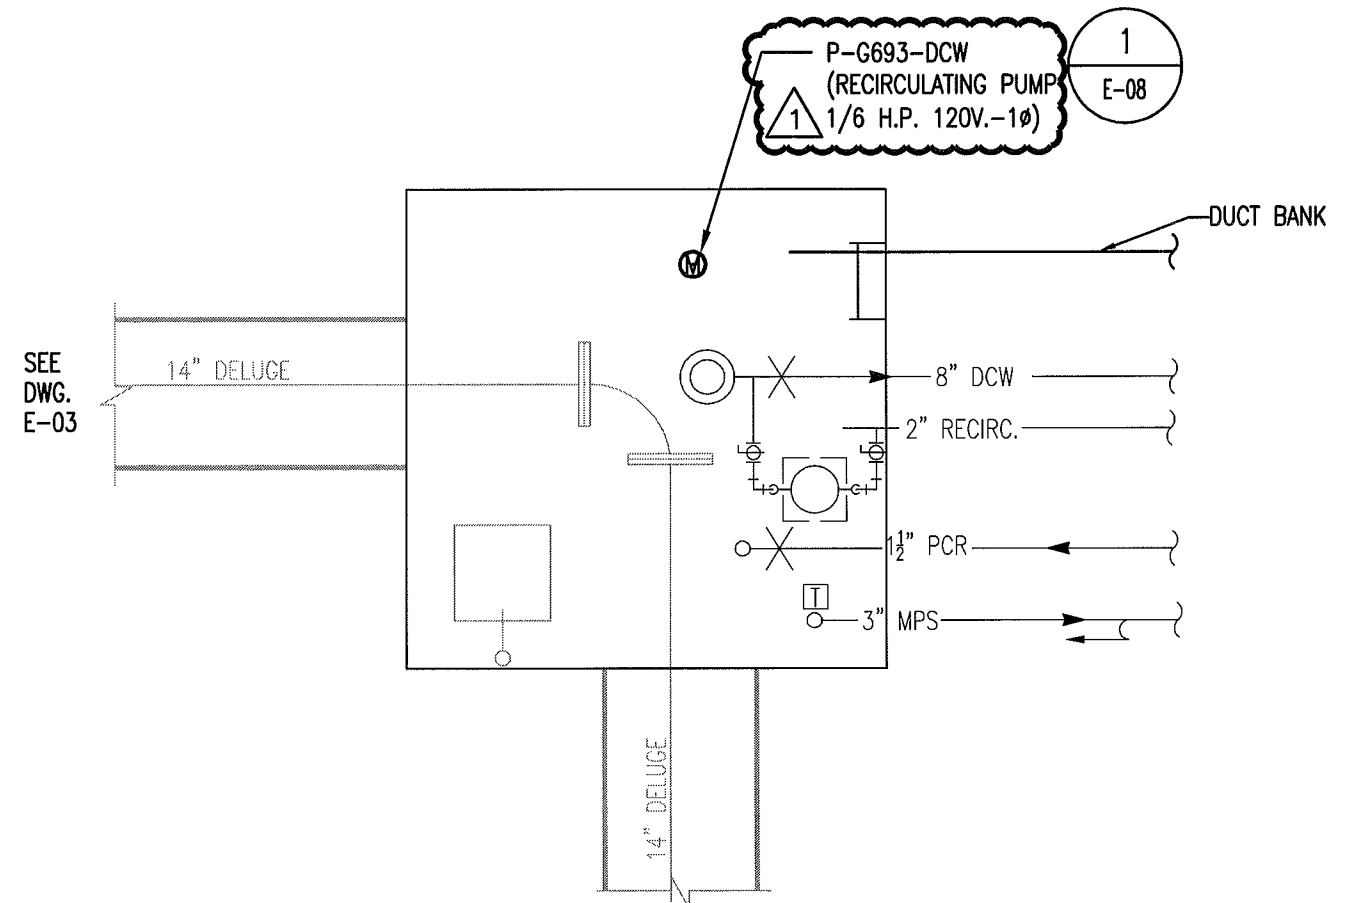 P-G693-DCW
(RECIRCULATING PUMP
1/6 H.P. 120V.-1ø)
1
1
E-08
DUCT BANK
M
SEE
DWG.
E-03
14" DELUGE
8" DCW
2" RECIRC.
1½" PCR
T
3" MPS
14" DELUGE